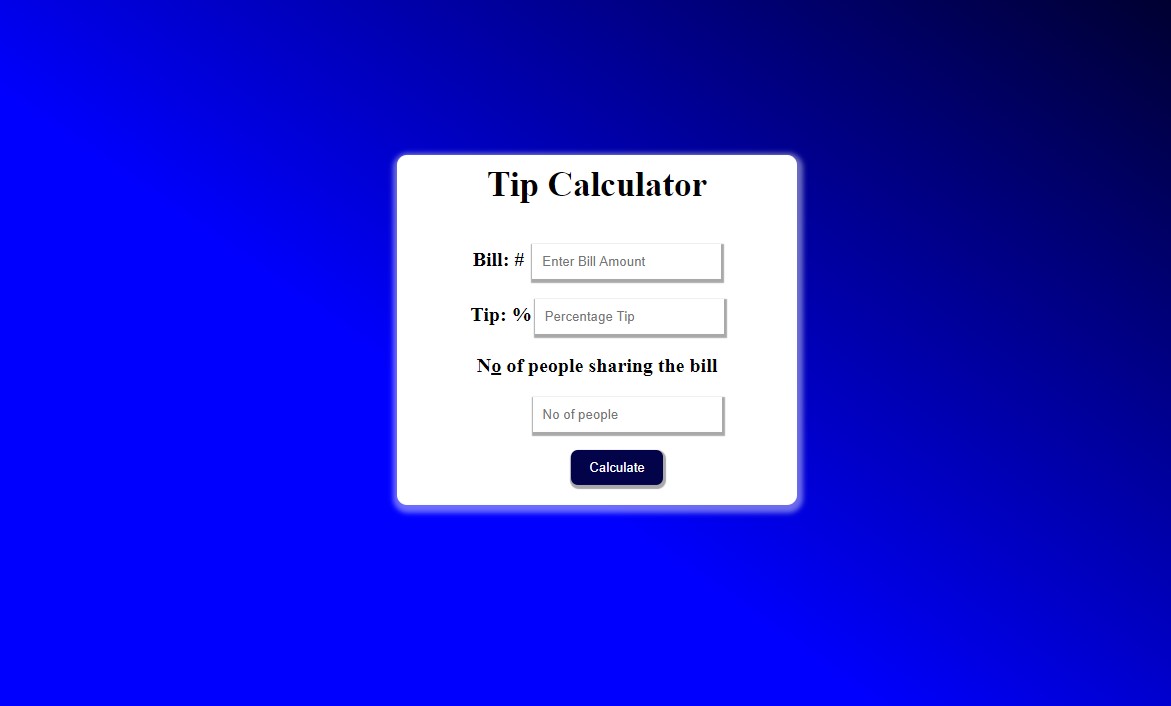 Tip Calculator
Bill: # Enter Bill Amount
Tip: % Percentage Tip
No of people sharing the bill
No of people
Calculate